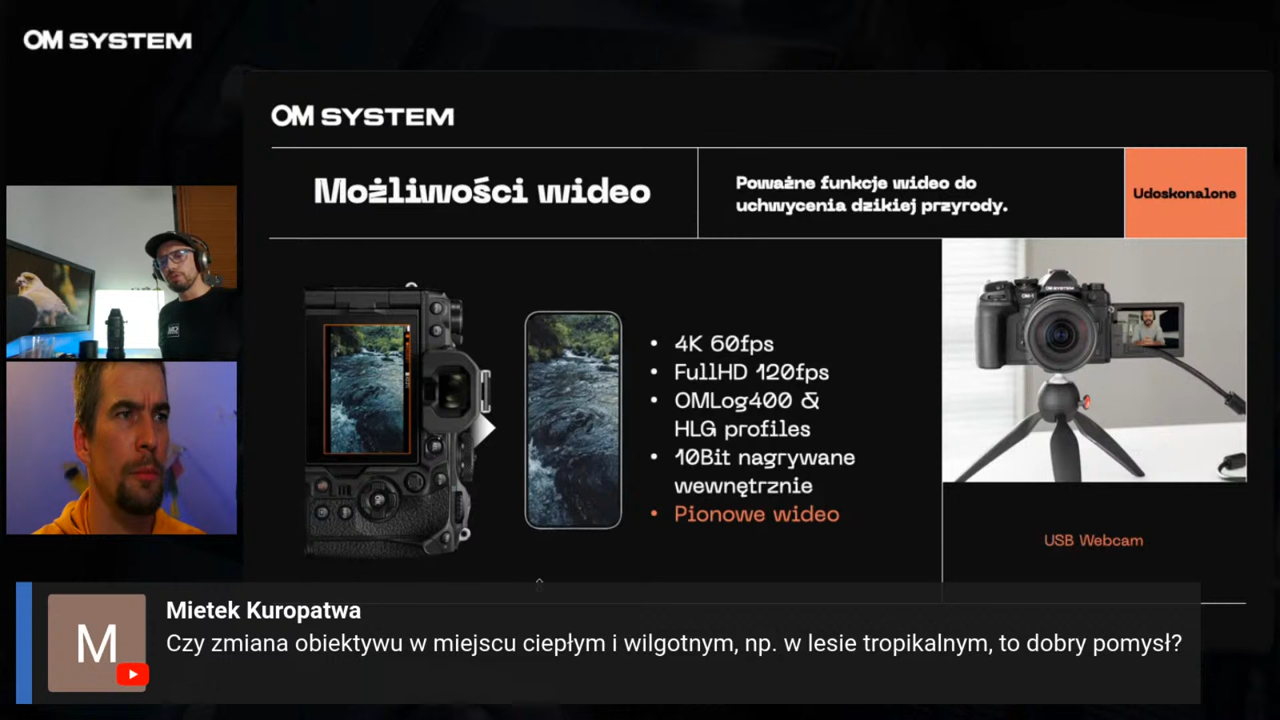 OM SYSTEM
OM SYSTEM
Możliwości wideo
Poważne funkcje wideo do
uchwycenia dzikiej przyrody.
Udoskonalone
• 4K 60fps
• FullHD 120fps
• OMLog400 &
HLG profiles
• 10Bit nagrywane
wewnętrznie
• Pionowe wideo
USB Webcam
M
Mietek Kuropatwa
Czy zmiana obiektywu w miejscu ciepłym i wilgotnym, np. w lesie tropikalnym, to dobry pomysł?